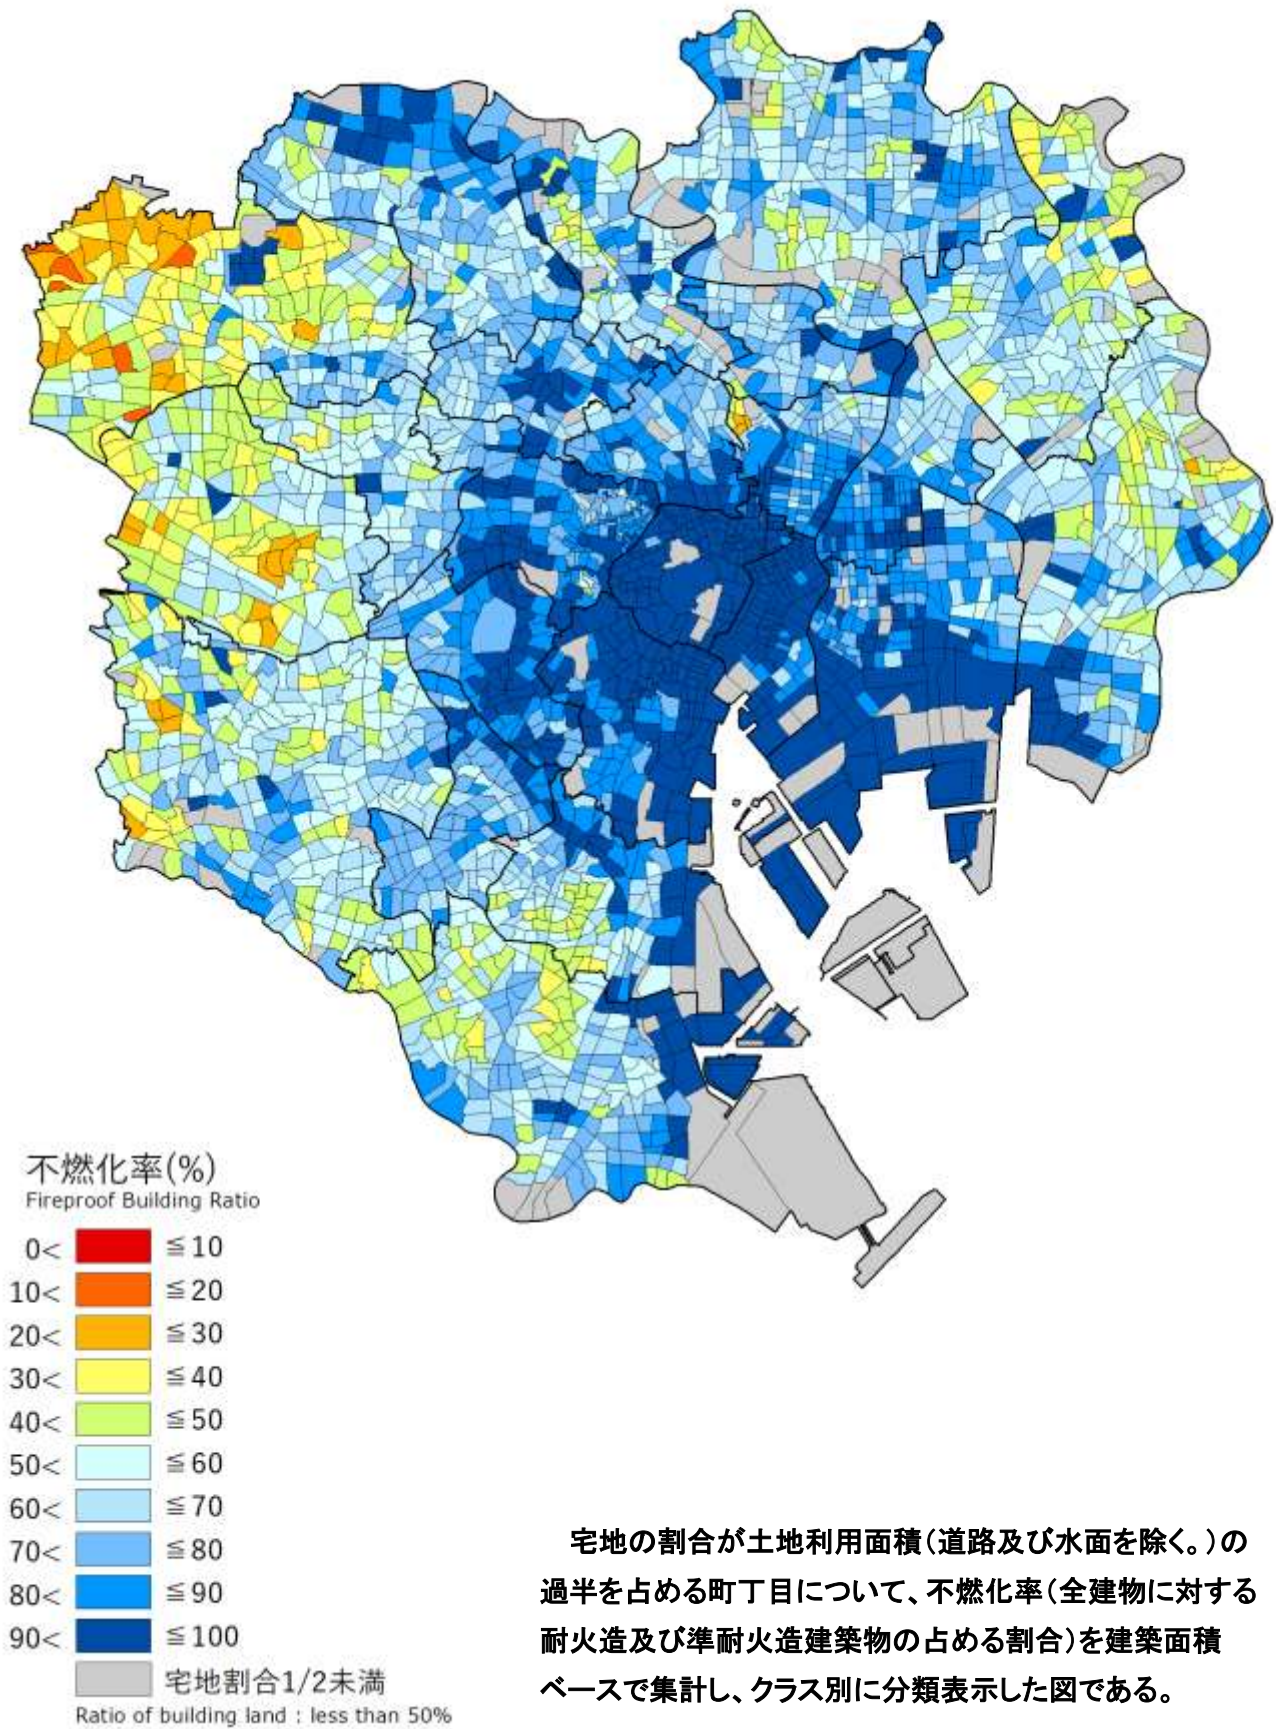 不燃化率(%)
Fireproof Building Ratio
0< ≦10
10< ≦20
20< ≦30
30< ≦40
40< ≦50
50< ≦60
60< ≦70
70< ≦80
80< ≦90
90< ≦100
宅地割合1/2未満
Ratio of building land : less than 50%
宅地の割合が土地利用面積（道路及び水面を除く。）の
過半を占める町丁目について、不燃化率（全建物に対する
耐火造及び準耐火造建築物の占める割合）を建築面積
ベースで集計し、クラス別に分類表示した図である。